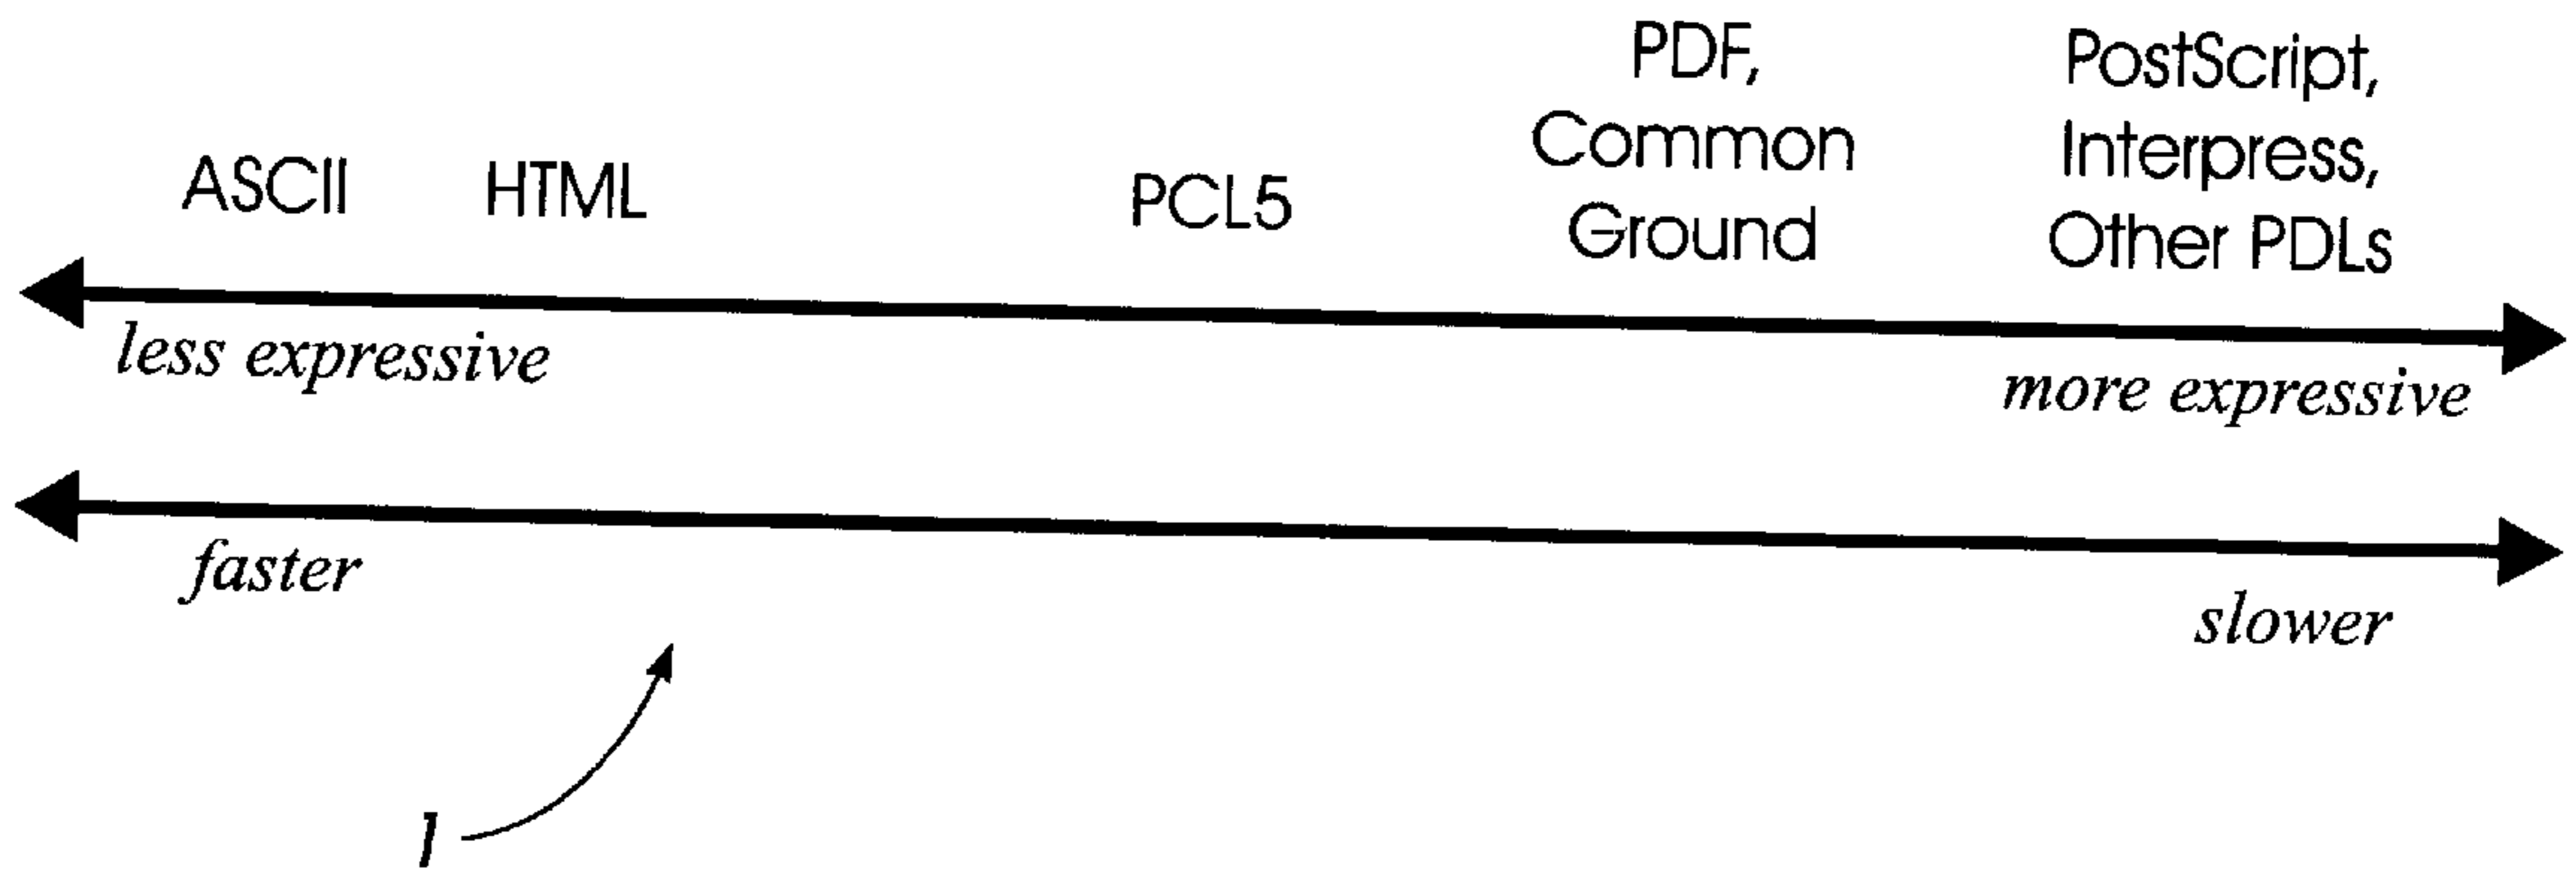 ASCII HTML PCL5
PDF,
Common
Ground
PostScript,
Interpress,
Other PDLs
less expressive
more expressive
faster
slower
1